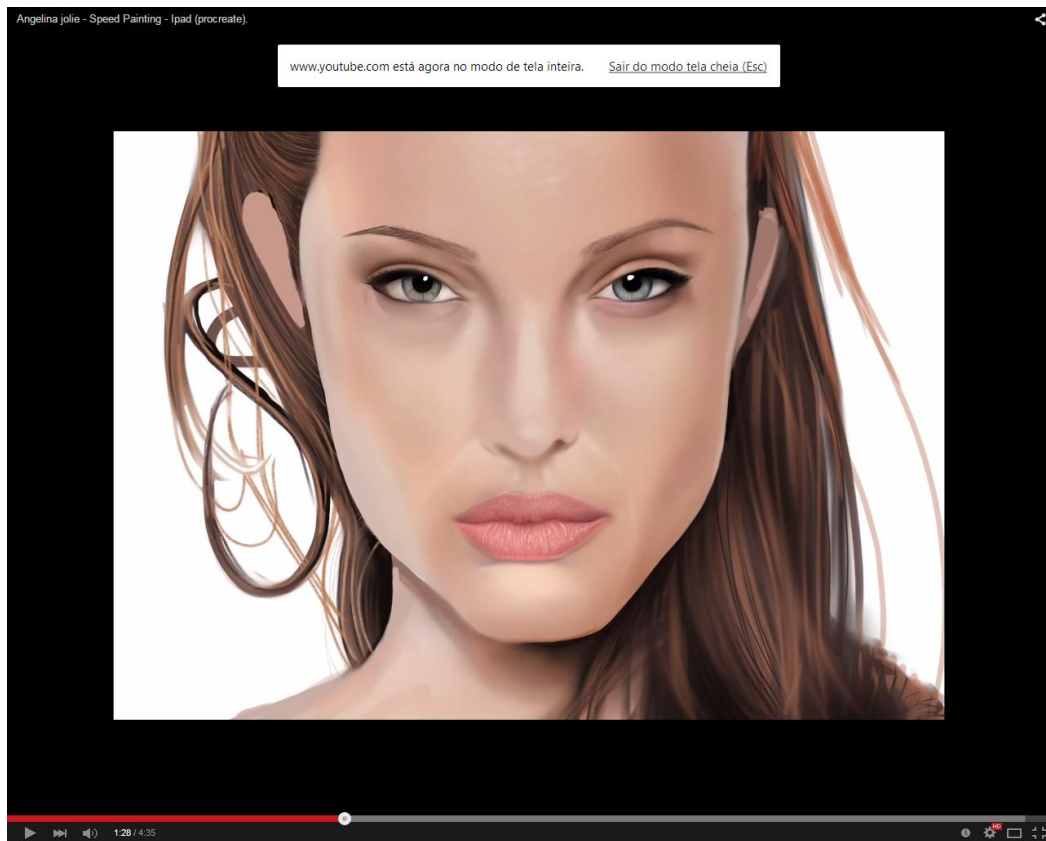 Angelina jolie - Speed Painting - Ipad (procreate).
www.youtube.com está agora no modo de tela inteira. Sair do modo tela cheia (Esc)
1:28 / 4:35
HD